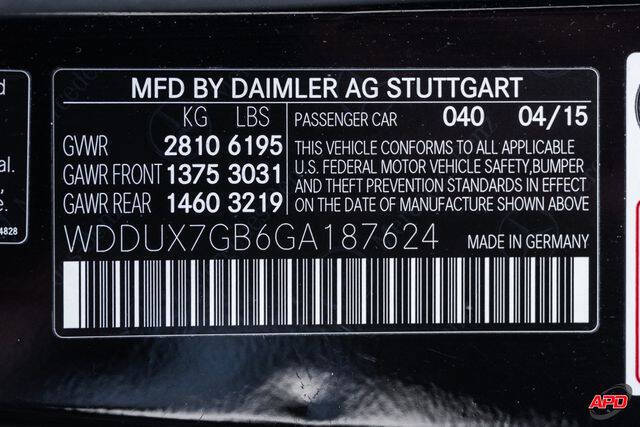 MFD BY DAIMLER AG STUTTGART
KG LBS
GVWR 2810 6195
GAWR FRONT 1375 3031
GAWR REAR 1460 3219
PASSENGER CAR 040 04/15
THIS VEHICLE CONFORMS TO ALL APPLICABLE
U.S. FEDERAL MOTOR VEHICLE SAFETY,BUMPER
AND THEFT PREVENTION STANDARDS IN EFFECT
ON THE DATE OF MANUFACTURE SHOWN ABOVE
WDDUX7GB6GA187624 MADE IN GERMANY
4828
APD